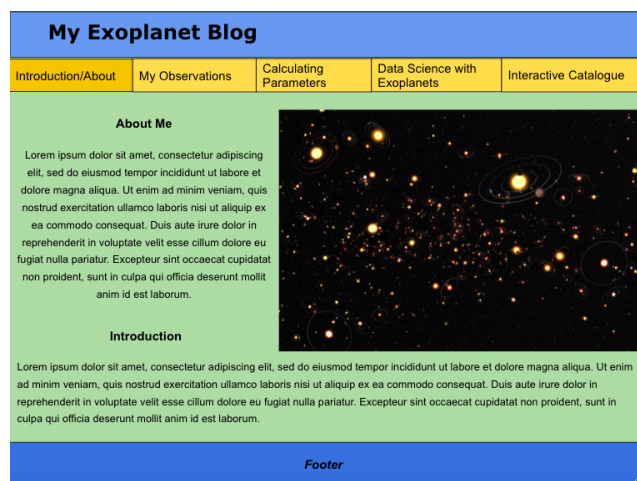 My Exoplanet Blog
Introduction/About
My Observations
Calculating
Parameters
Data Science with
Exoplanets
Interactive Catalogue
About Me
Lorem ipsum dolor sit amet, consectetur adipiscing
elit, sed do eiusmod tempor incididunt ut labore et
dolore magna aliqua. Ut enim ad minim veniam, quis
nostrud exercitation ullamco laboris nisi ut aliquip ex
ea commodo consequat. Duis aute irure dolor in
reprehenderit in voluptate velit esse cillum dolore eu
fugiat nulla pariatur. Excepteur sint occaecat cupidatat
non proident, sunt in culpa qui officia deserunt mollit
anim id est laborum.
Introduction
Lorem ipsum dolor sit amet, consectetur adipiscing elit, sed do eiusmod tempor incididunt ut labore et dolore magna aliqua. Ut enim
ad minim veniam, quis nostrud exercitation ullamco laboris nisi ut aliquip ex ea commodo consequat. Duis aute irure dolor in
reprehenderit in voluptate velit esse cillum dolore eu fugiat nulla pariatur. Excepteur sint occaecat cupidatat non proident, sunt in
culpa qui officia deserunt mollit anim id est laborum.
Footer